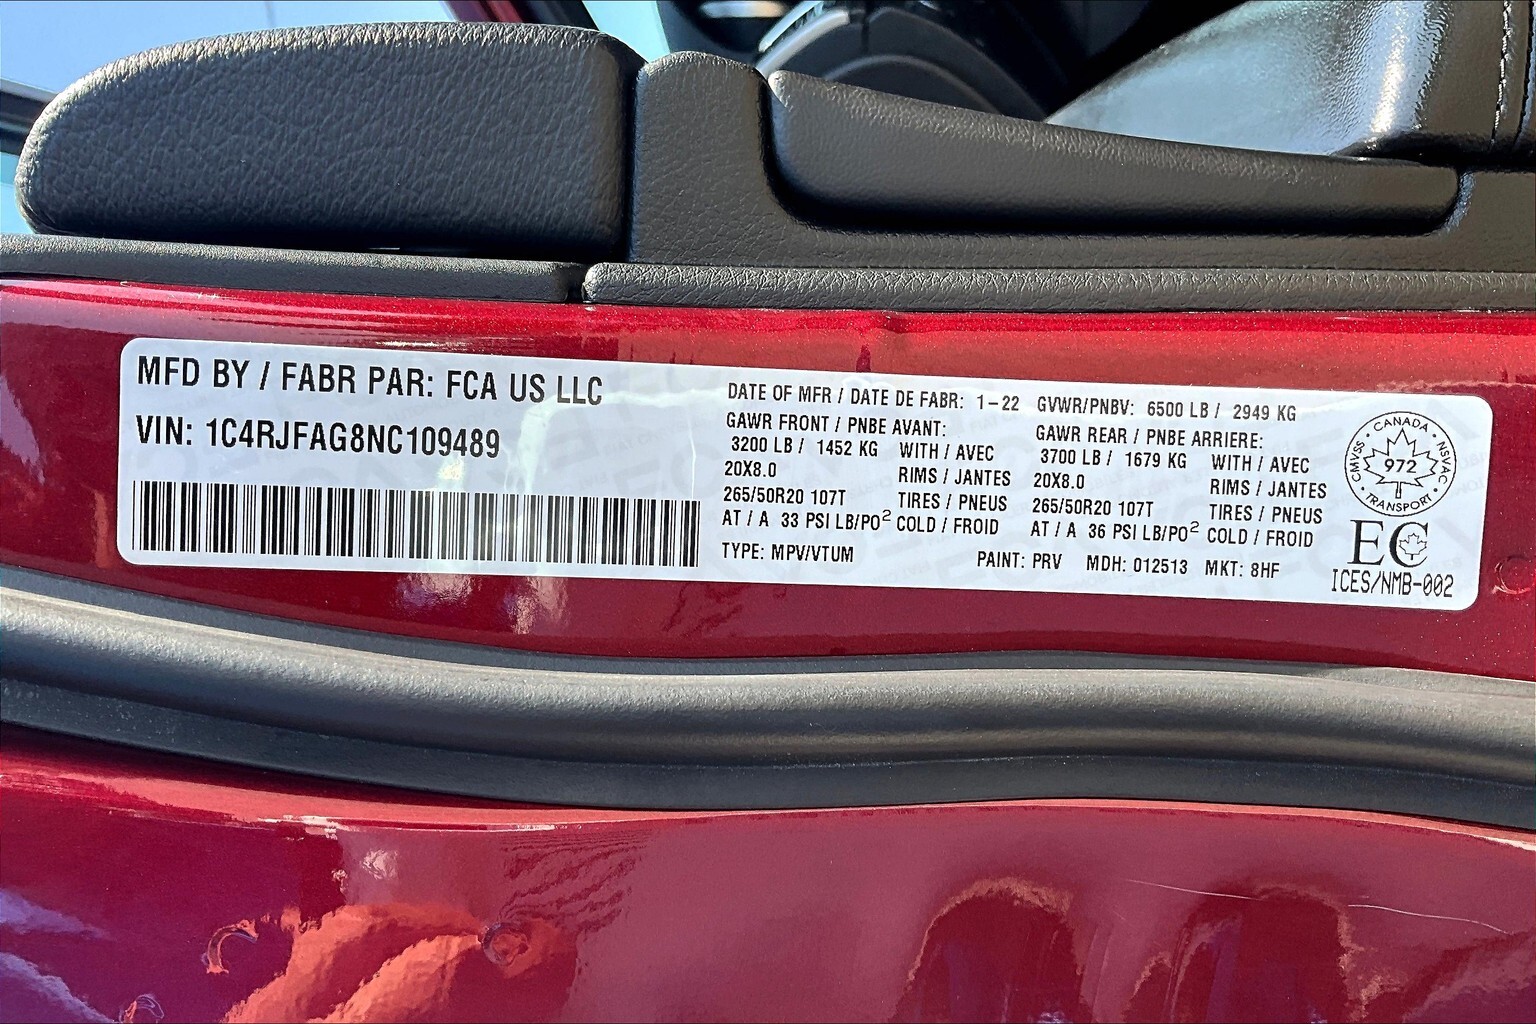 MFD BY / FABR PAR: FCA US LLC
VIN: 1C4RJFAG8NC109489
DATE OF MFR / DATE DE FABR: 1-22
GAWR FRONT / PNBE AVANT:
3200 LB / 1452 KG WITH / AVEC
20X8.0 RIMS / JANTES
265/50R20 107T TIRES / PNEUS
AT / A 33 PSI LB/PO² COLD / FROID
TYPE: MPV/VTUM
GVWR/PNBV: 6500 LB / 2949 KG
GAWR REAR / PNBE ARRIERE:
3700 LB / 1679 KG WITH / AVEC
20X8.0 RIMS / JANTES
265/50R20 107T TIRES / PNEUS
AT / A 36 PSI LB/PO² COLD / FROID
PAINT: PRV MDH: 012513 MKT: 8HF
CMVSS · CANADA · NSVAC
972
· TRANSPORT ·
EC
ICES/NMB-002